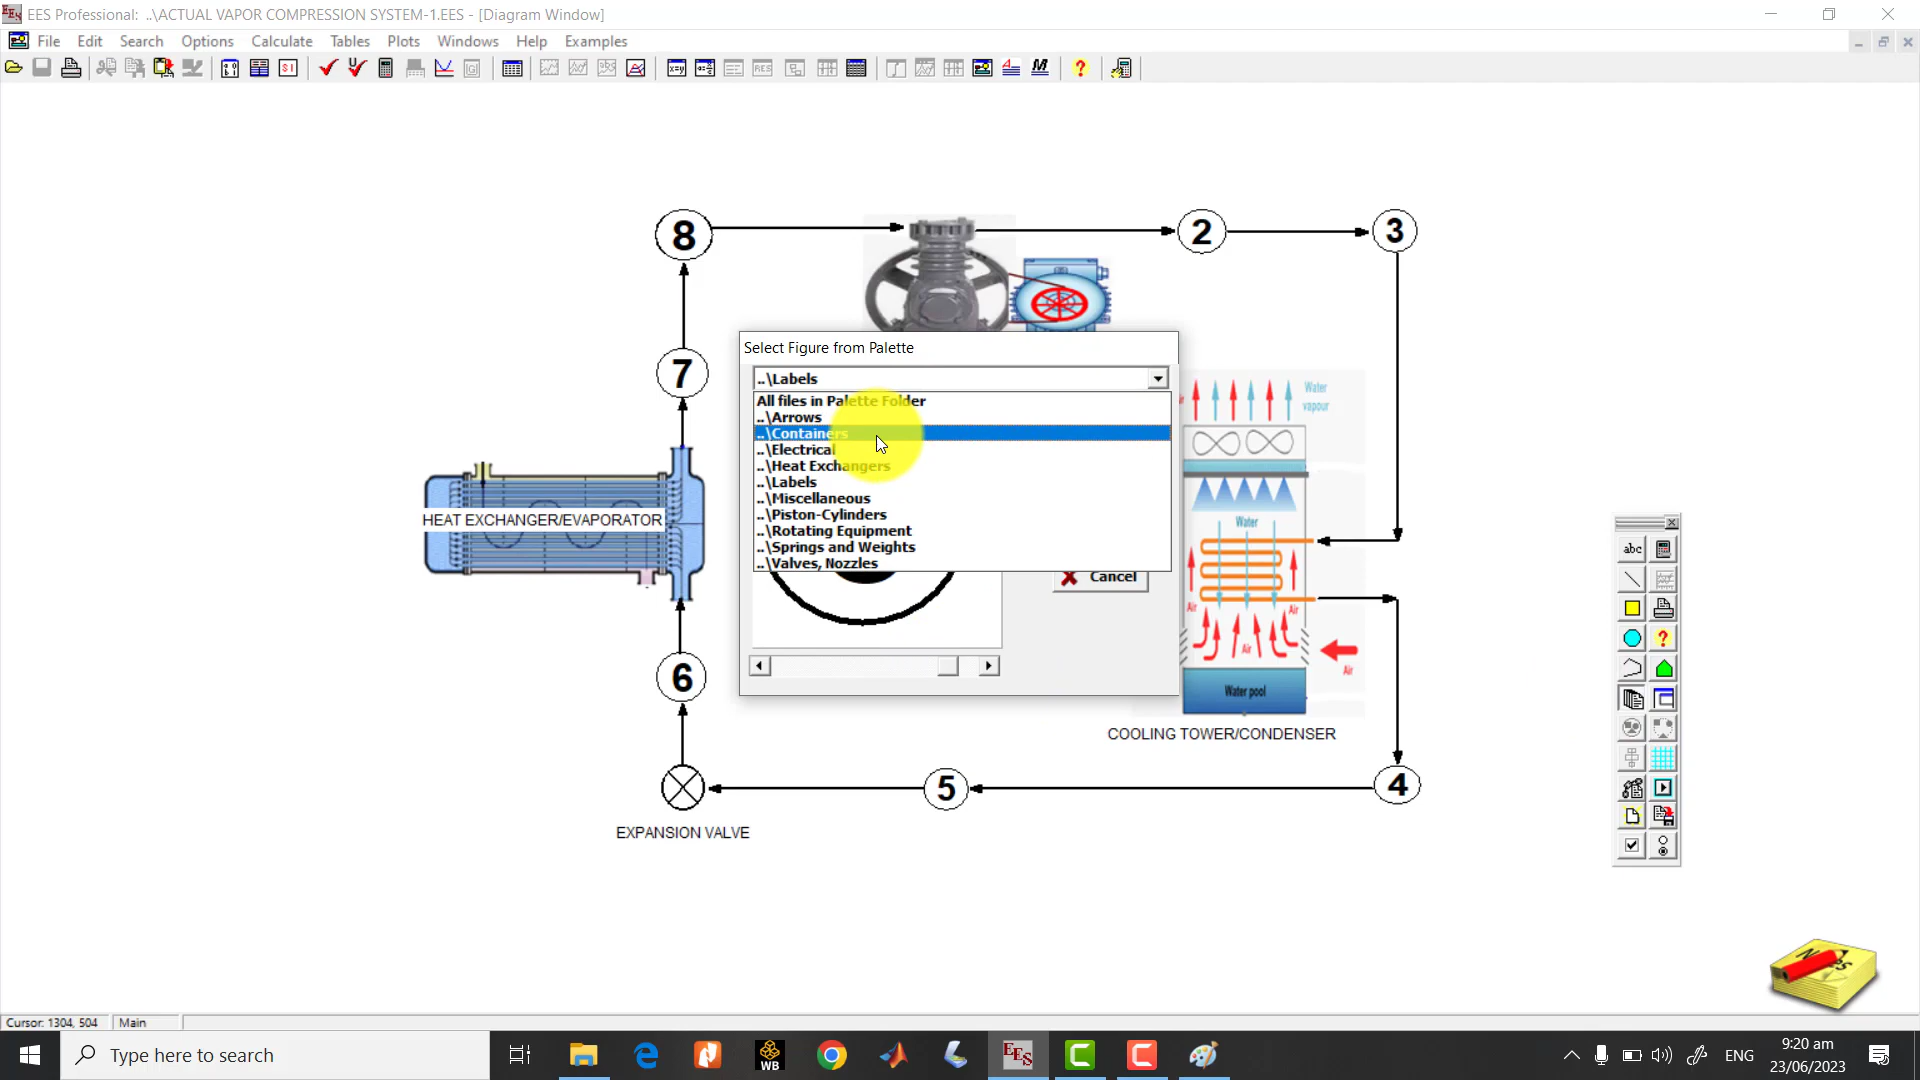 EES Professional: ..\ACTUAL VAPOR COMPRESSION SYSTEM-1.EES - [Diagram Window]
File Edit Search Options Calculate Tables Plots Windows Help Examples
8
2
3
7
Select Figure from Palette
..\Labels
All files in Palette Folder
..\Arrows
..\Containers
..\Electrical
..\Heat Exchangers
..\Labels
..\Miscellaneous
..\Piston-Cylinders
..\Rotating Equipment
..\Springs and Weights
..\Valves, Nozzles
Cancel
Water
vapour
Water
Air
Air
Air
Air
Water pool
HEAT EXCHANGER/EVAPORATOR
COOLING TOWER/CONDENSER
6
5
4
EXPANSION VALVE
abc
Cursor: 1304, 504 Main
Type here to search
WB
EES
ENG
9:20 am
23/06/2023